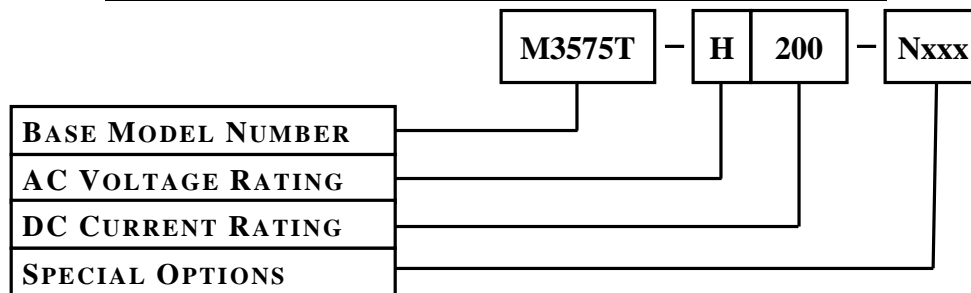 M3575T – H 200 – Nxxx
BASE MODEL NUMBER
AC VOLTAGE RATING
DC CURRENT RATING
SPECIAL OPTIONS